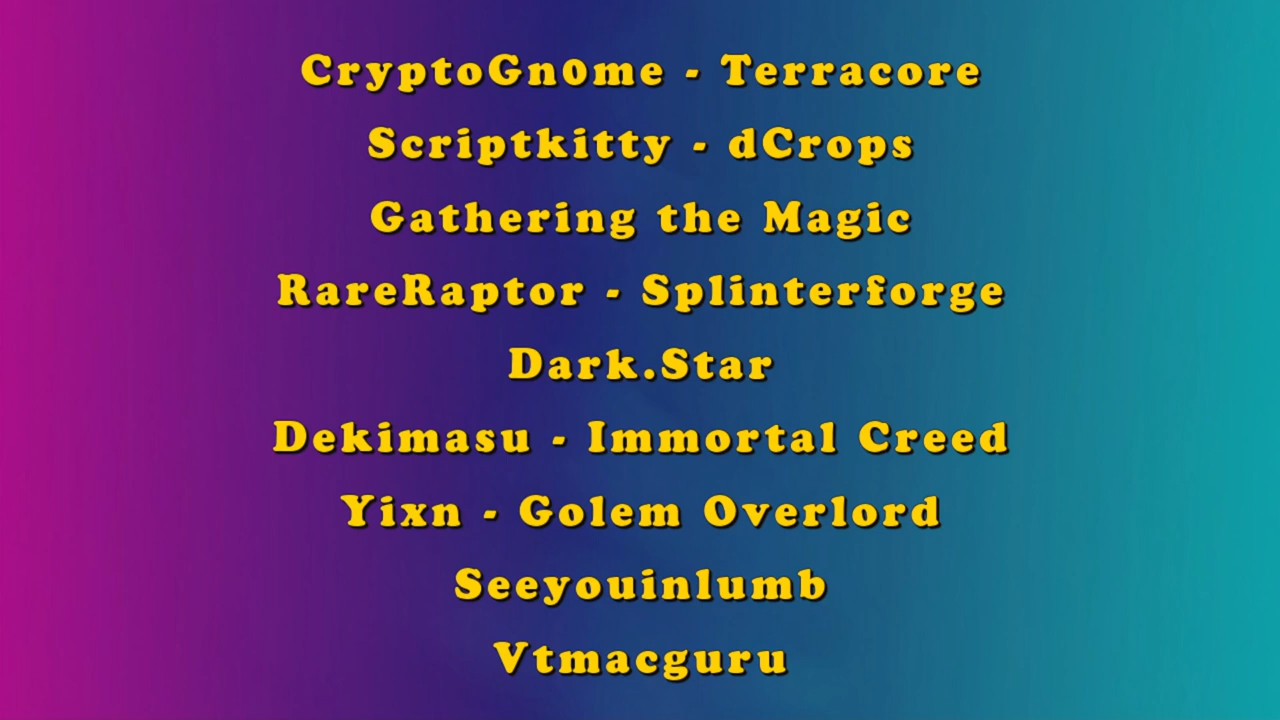 CryptoGn0me - Terracore
Scriptkitty - dCrops
Gathering the Magic
RareRaptor - Splinterforge
Dark.Star
Dekimasu - Immortal Creed
Yixn - Golem Overlord
Seeyouinlumb
Vtmacguru